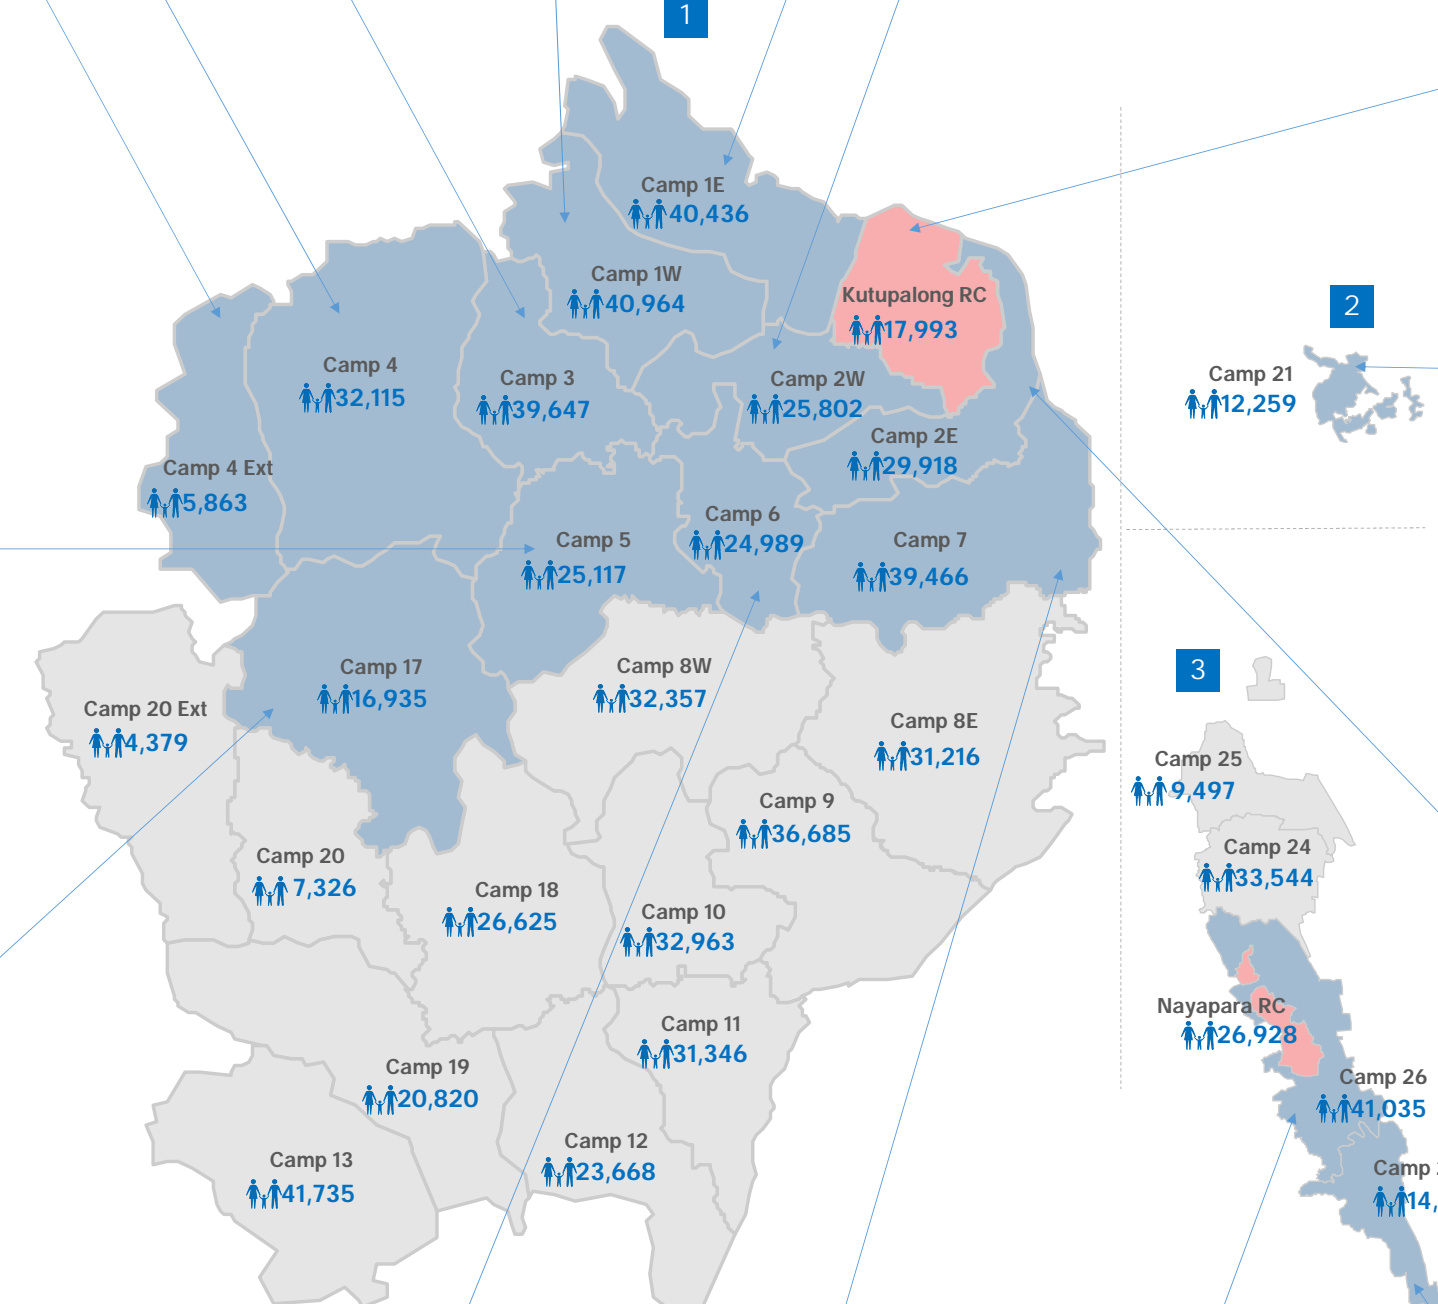 1
Camp 1E
40,436
Camp 1W
40,964
Kutupalong RC
17,993
2
Camp 4
32,115
Camp 3
39,647
Camp 2W
25,802
Camp 21
12,259
Camp 2E
29,918
Camp 4 Ext
5,863
Camp 6
24,989
Camp 5
25,117
Camp 7
39,466
Camp 17
16,935
Camp 8W
32,357
3
Camp 20 Ext
4,379
Camp 8E
31,216
Camp 25
9,497
Camp 9
36,685
Camp 20
7,326
Camp 24
33,544
Camp 18
26,625
Camp 10
32,963
Nayapara RC
26,928
Camp 11
31,346
Camp 19
20,820
Camp 26
41,035
Camp 12
23,668
Camp 13
41,735
Camp
14,